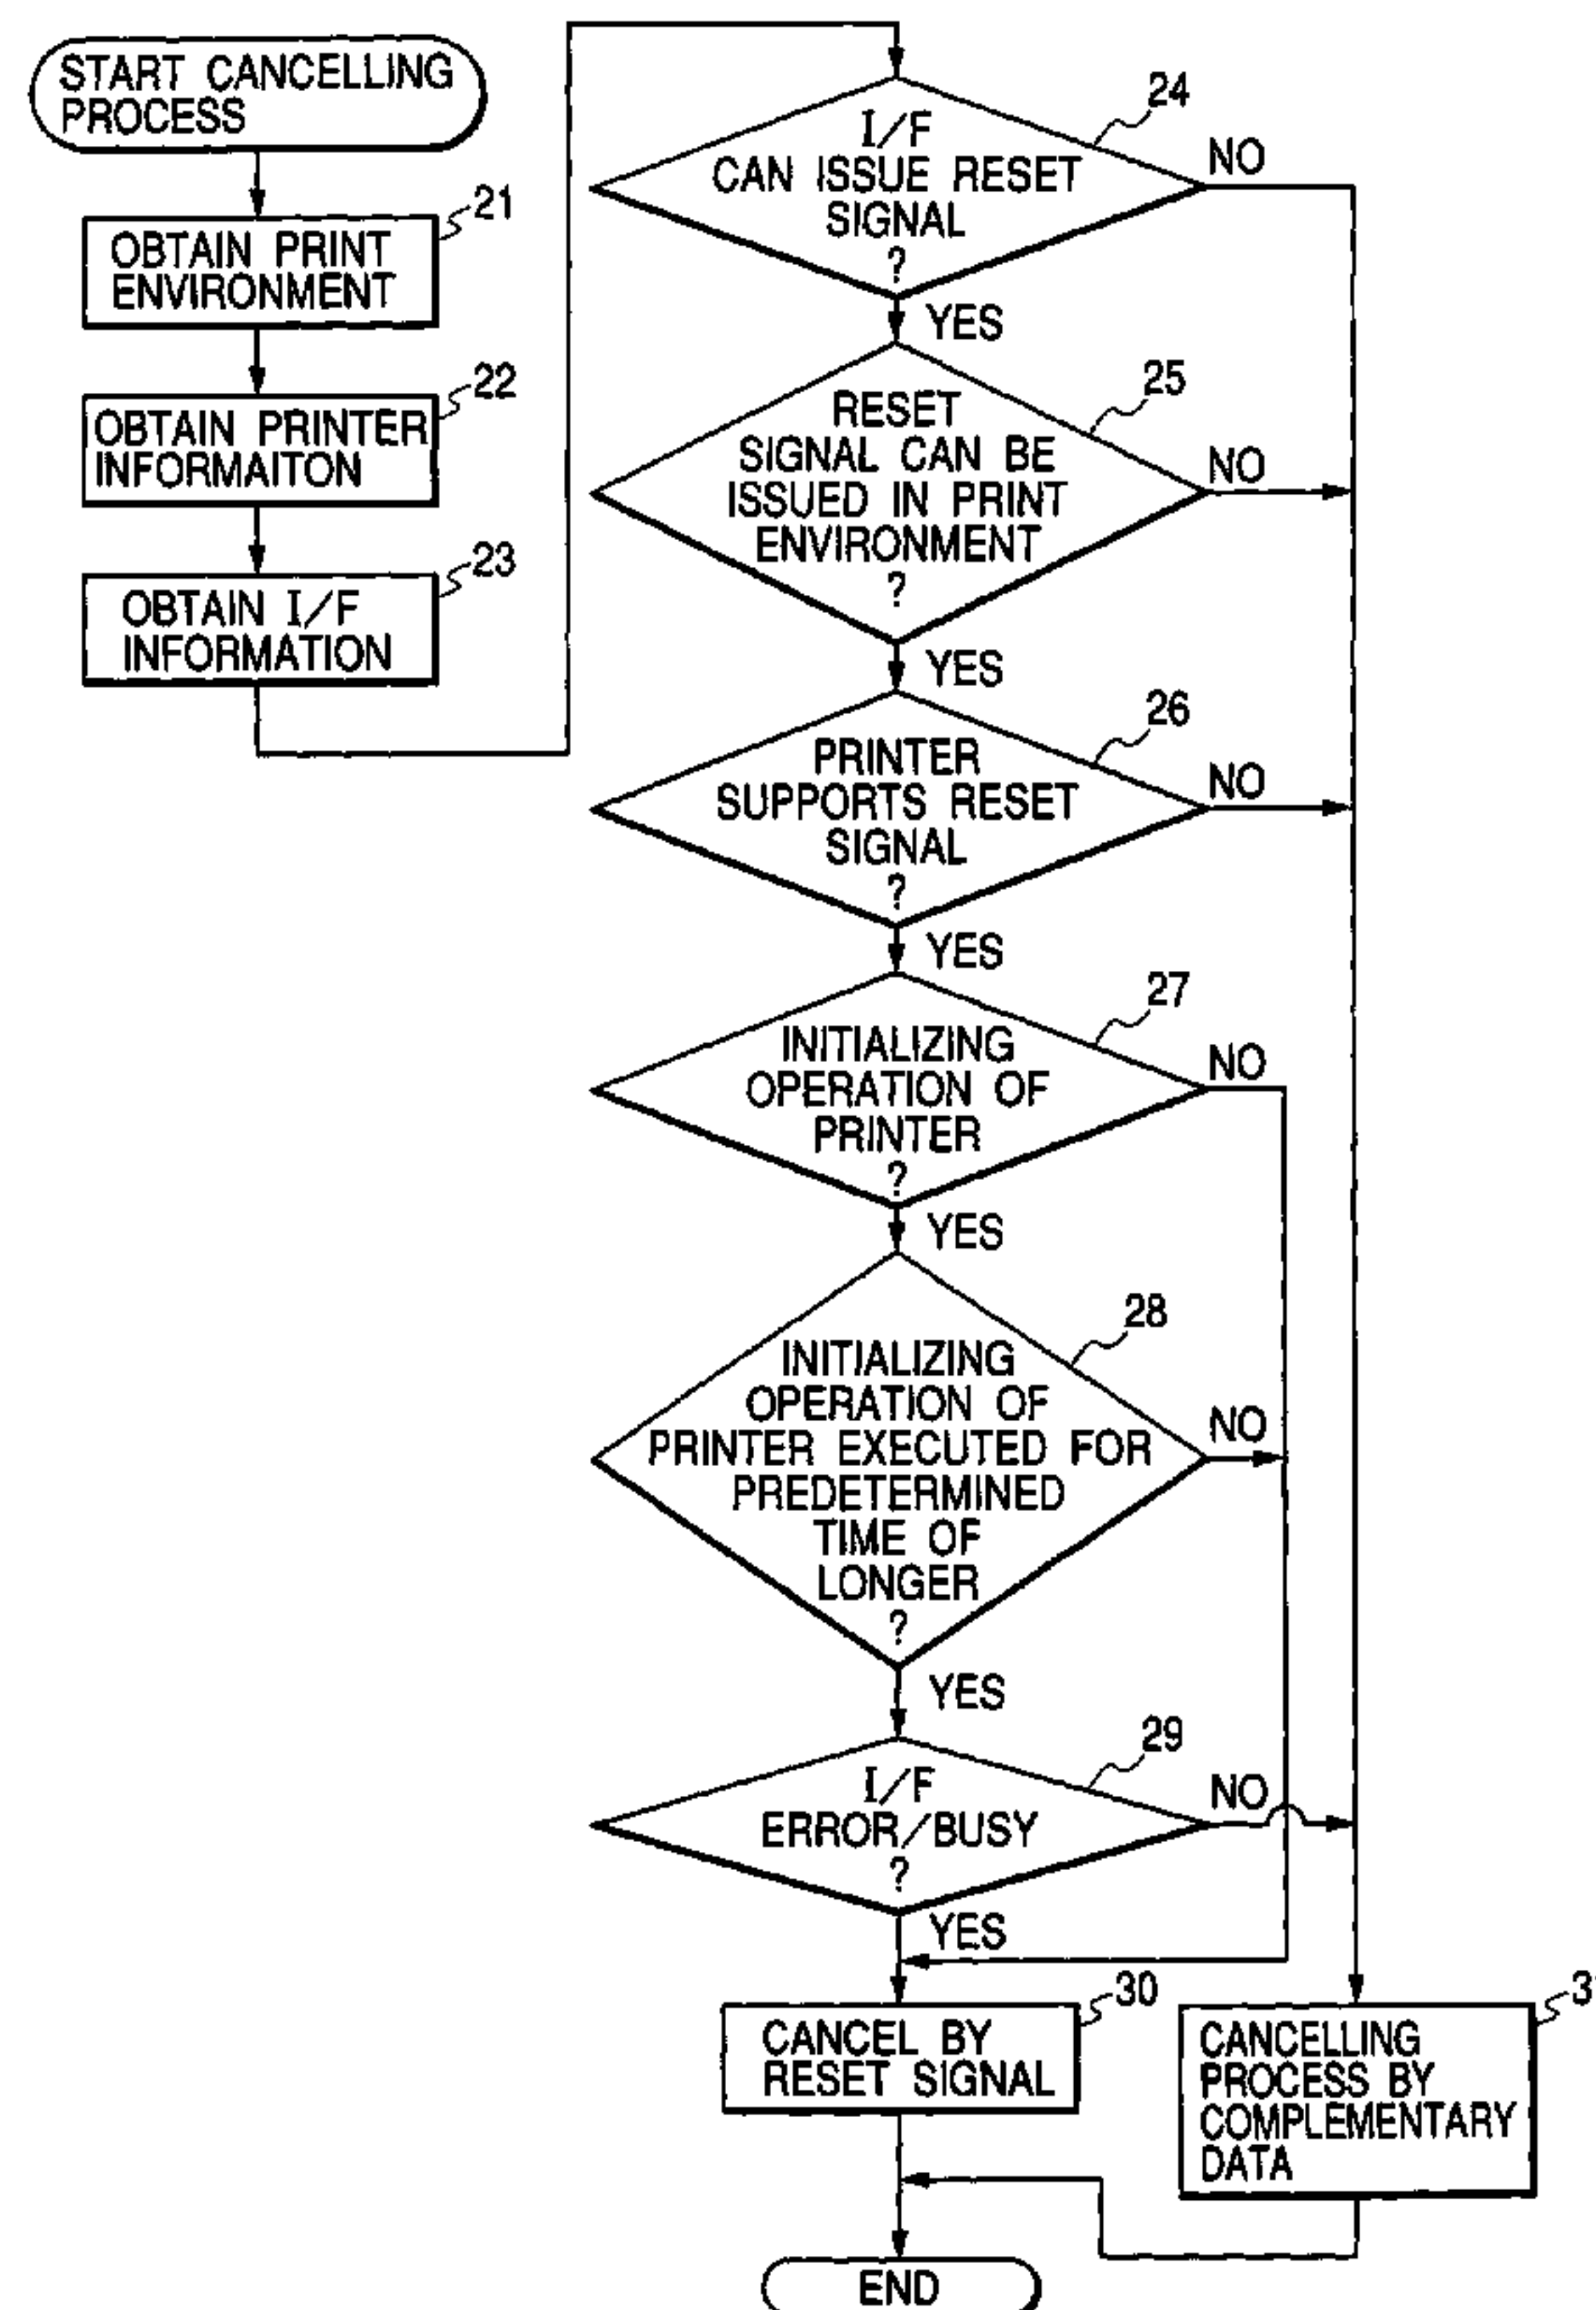 START CANCELLING
PROCESS
21
OBTAIN PRINT
ENVIRONMENT
22
OBTAIN PRINTER
INFORMAITON
23
OBTAIN I/F
INFORMATION
24
I/F
CAN ISSUE RESET
SIGNAL
?
NO
YES
25
RESET
SIGNAL CAN BE
ISSUED IN PRINT
ENVIRONMENT
?
NO
YES
26
PRINTER
SUPPORTS RESET
SIGNAL
?
NO
YES
27
INITIALIZING
OPERATION OF
PRINTER
?
NO
YES
28
INITIALIZING
OPERATION OF
PRINTER EXECUTED FOR
PREDETERMINED
TIME OF
LONGER
?
NO
YES
29
I/F
ERROR/BUSY
?
NO
YES
30
CANCEL BY
RESET SIGNAL
CANCELLING
PROCESS BY
COMPLEMENTARY
DATA
END